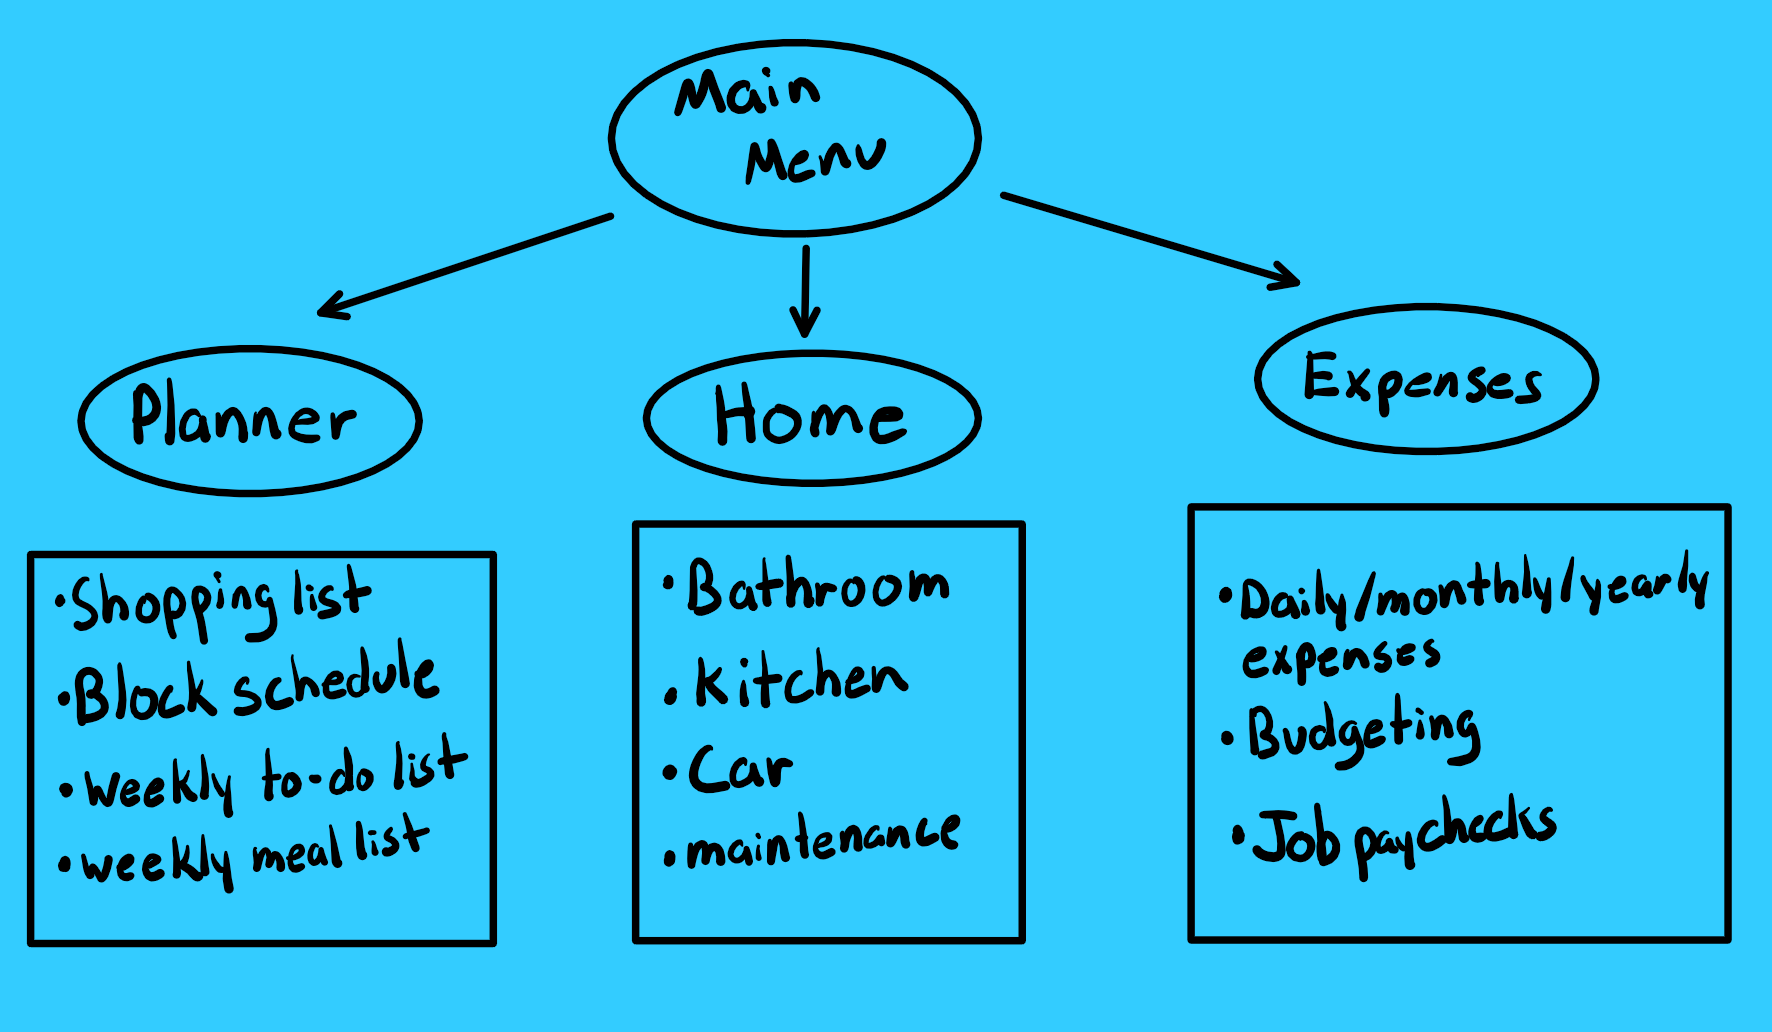 Main
Menu
Planner
Home
Expenses
•Shopping list
•Block schedule
•weekly to-do list
•weekly meal list
•Bathroom
•Kitchen
•Car
•maintenance
•Daily/monthly/yearly
expenses
•Budgeting
•Job paychecks